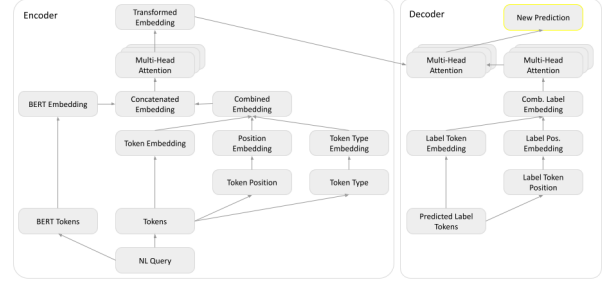 Encoder
Transformed
Embedding
Decoder
New Prediction
Multi-Head
Attention
Multi-Head
Attention
Multi-Head
Attention
BERT Embedding
Concatenated
Embedding
Combined
Embedding
Comb. Label
Embedding
Token Embedding
Position
Embedding
Token Type
Embedding
Label Token
Embedding
Label Pos.
Embedding
Token Position
Token Type
Label Token
Position
BERT Tokens
Tokens
Predicted Label
Tokens
NL Query